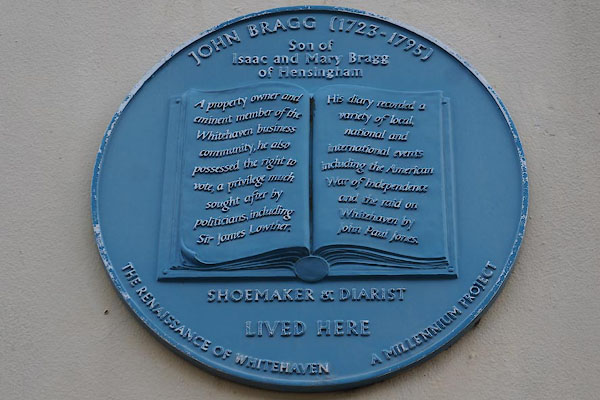 JOHN BRAGG (1723-1795)
Son of
Isaac and Mary Bragg
of Hensingham
A property owner and
eminent member of the
Whitehaven business
community, he also
possessed the right to
vote, a privilege much
sought after by
politicians, including
Sir James Lowther.
His diary recorded a
variety of local,
national and
international events
including the American
War of Independence
and the raid on
Whitehaven by
John Paul Jones.
SHOEMAKER & DIARIST
LIVED HERE
THE RENAISSANCE OF WHITEHAVEN
A MILLENNIUM PROJECT